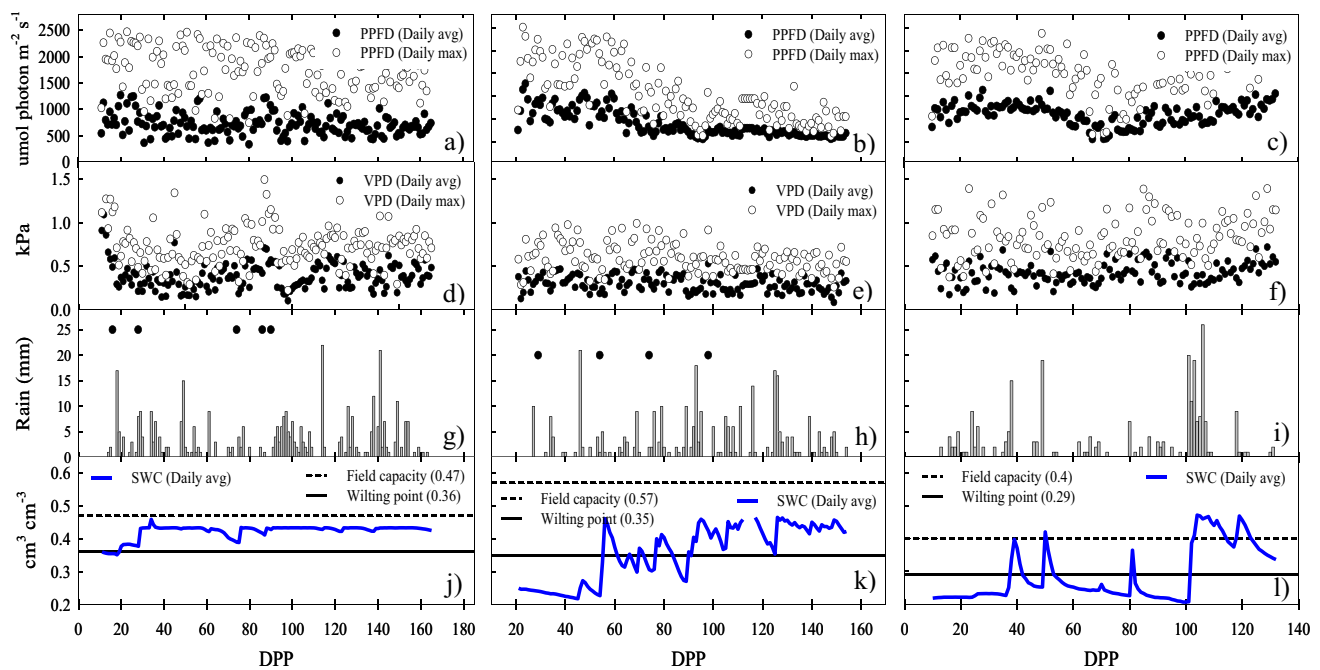 2500
2000
1500
1000
500
0
umol photon m⁻² s⁻¹
PPFD (Daily avg)
PPFD (Daily max)
a)
PPFD (Daily avg)
PPFD (Daily max)
b)
PPFD (Daily avg)
PPFD (Daily max)
c)
1.5
1.0
0.5
0.0
kPa
VPD (Daily avg)
VPD (Daily max)
d)
VPD (Daily avg)
VPD (Daily max)
e)
f)
25
20
15
10
5
0
Rain (mm)
g)
h)
i)
0.6
0.5
0.4
0.3
0.2
cm³ cm⁻³
SWC (Daily avg)
Field capacity (0.47)
Wilting point (0.36)
j)
Field capacity (0.57)
Wilting point (0.35)
SWC (Daily avg)
k)
Field capacity (0.4)
Wilting point (0.29)
SWC (Daily avg)
l)
0 20 40 60 80 100 120 140 160 180
20 40 60 80 100 120 140 160
0 20 40 60 80 100 120 140
DPP
DPP
DPP